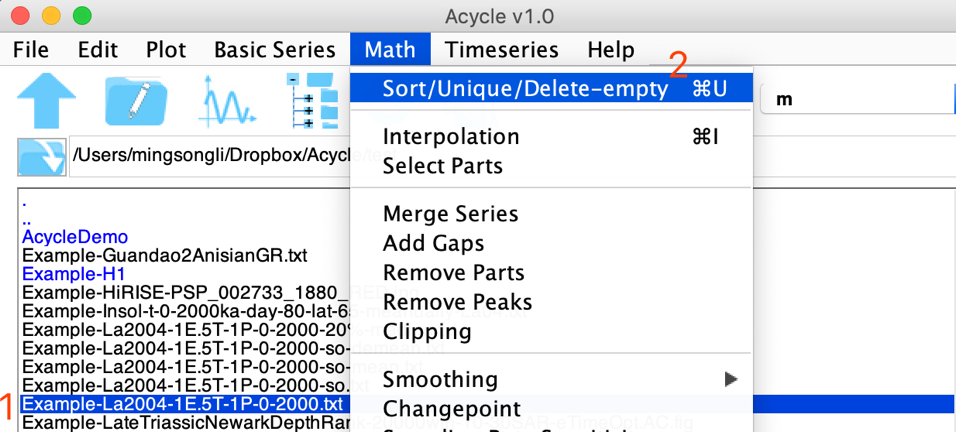 Acycle v1.0
File Edit Plot Basic Series Math Timeseries Help
2
Sort/Unique/Delete-empty ⌘U
m
Interpolation ⌘I
/Users/mingsongli/Dropbox/Acycle/
Select Parts
.
..
Merge Series
AcycleDemo
Add Gaps
Example-Guandao2AnisianGR.txt
Example-H1
Remove Parts
Example-HiRISE-PSP_002733_1880_
Remove Peaks
Example-Insol-t-0-2000ka-day-80-lat-65
Example-La2004-1E.5T-1P-0-2000-20%
Clipping
Example-La2004-1E.5T-1P-0-2000-so-demean.txt
Example-La2004-1E.5T-1P-0-2000-so-
Smoothing
Example-La2004-1E.5T-1P-0-2000-so.txt
1
Example-La2004-1E.5T-1P-0-2000.txt
Changepoint
Example-LateTriassicNewarkDepthRan